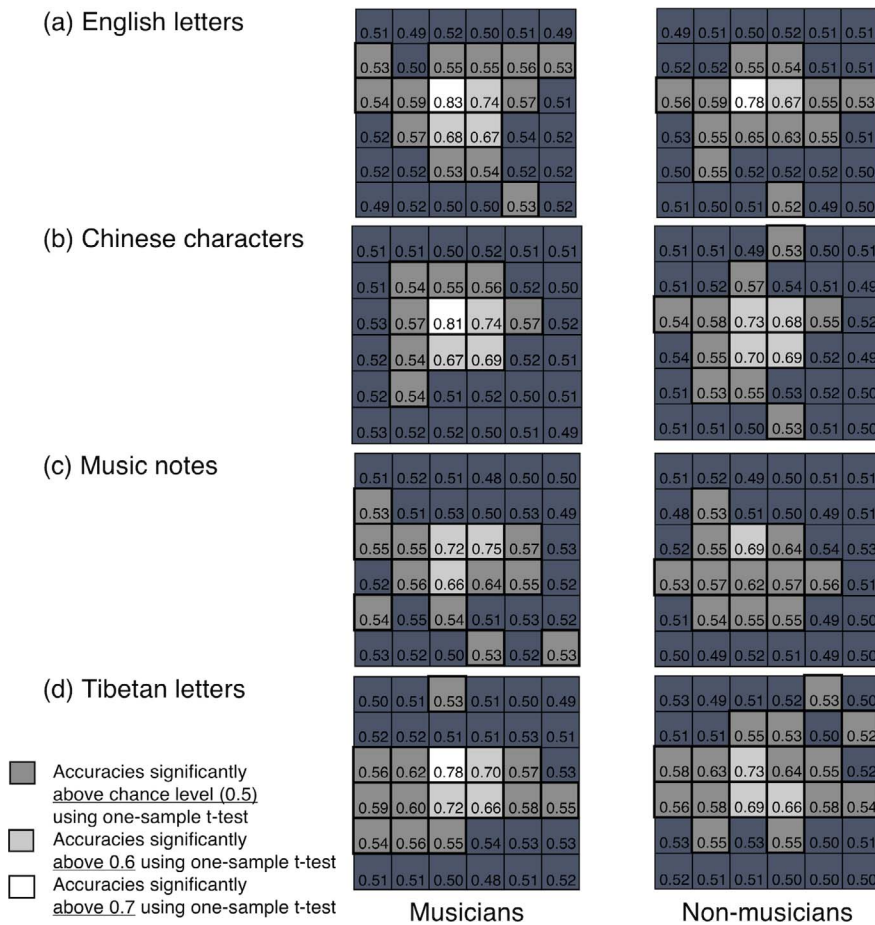 (a) English letters
0.51 0.49 0.52 0.50 0.51 0.49
0.53 0.50 0.55 0.55 0.56 0.53
0.54 0.59 0.83 0.74 0.57 0.51
0.52 0.57 0.68 0.67 0.54 0.52
0.52 0.52 0.53 0.54 0.52 0.52
0.49 0.52 0.50 0.50 0.53 0.52
0.49 0.51 0.50 0.52 0.51 0.51
0.52 0.52 0.55 0.54 0.51 0.51
0.56 0.59 0.78 0.67 0.55 0.53
0.53 0.55 0.65 0.63 0.55 0.51
0.50 0.55 0.52 0.52 0.52 0.50
0.51 0.50 0.51 0.52 0.49 0.50
(b) Chinese characters
0.51 0.51 0.50 0.52 0.51 0.51
0.51 0.54 0.55 0.56 0.52 0.50
0.53 0.57 0.81 0.74 0.57 0.52
0.52 0.54 0.67 0.69 0.52 0.51
0.52 0.54 0.51 0.52 0.50 0.51
0.53 0.52 0.52 0.50 0.51 0.49
0.51 0.51 0.49 0.53 0.50 0.51
0.51 0.52 0.57 0.54 0.51 0.49
0.54 0.58 0.73 0.68 0.55 0.52
0.54 0.55 0.70 0.69 0.52 0.49
0.51 0.53 0.55 0.53 0.52 0.50
0.51 0.51 0.50 0.53 0.51 0.50
(c) Music notes
0.51 0.52 0.51 0.48 0.50 0.50
0.53 0.51 0.53 0.50 0.53 0.49
0.55 0.55 0.72 0.75 0.57 0.53
0.52 0.56 0.66 0.64 0.55 0.52
0.54 0.55 0.54 0.51 0.53 0.52
0.53 0.52 0.50 0.53 0.52 0.53
0.51 0.52 0.49 0.50 0.51 0.51
0.48 0.53 0.51 0.50 0.49 0.51
0.52 0.55 0.69 0.64 0.54 0.53
0.53 0.57 0.62 0.57 0.56 0.51
0.51 0.54 0.55 0.55 0.49 0.50
0.50 0.49 0.52 0.51 0.49 0.50
(d) Tibetan letters
0.50 0.51 0.53 0.51 0.50 0.49
0.52 0.52 0.51 0.51 0.53 0.51
0.56 0.62 0.78 0.70 0.57 0.53
0.59 0.60 0.72 0.66 0.58 0.55
0.54 0.56 0.55 0.54 0.53 0.53
0.51 0.51 0.50 0.48 0.51 0.52
0.53 0.49 0.51 0.52 0.53 0.50
0.51 0.51 0.55 0.53 0.50 0.52
0.58 0.63 0.73 0.64 0.55 0.52
0.56 0.58 0.69 0.66 0.58 0.54
0.53 0.55 0.53 0.55 0.50 0.51
0.52 0.51 0.51 0.50 0.50 0.50
Accuracies significantly
above chance level (0.5)
using one-sample t-test
Accuracies significantly
above 0.6 using one-sample t-test
Accuracies significantly
above 0.7 using one-sample t-test
Musicians
Non-musicians